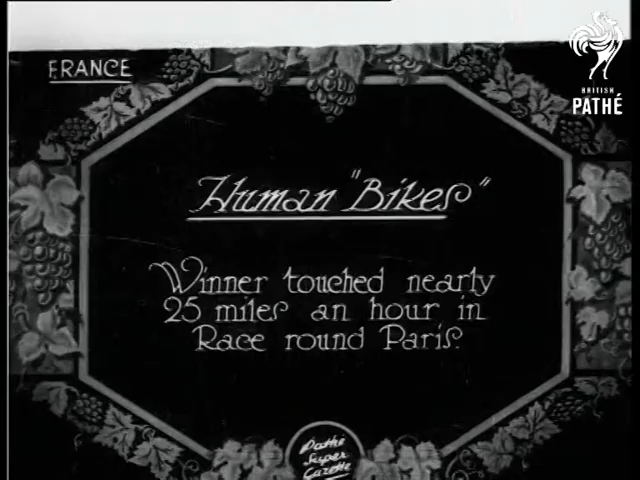 FRANCE
BRITISH
PATHÉ
Human "Bikes"
Winner touched nearly
25 miles an hour in
Race round Paris.
Pathé
Super
Gazette